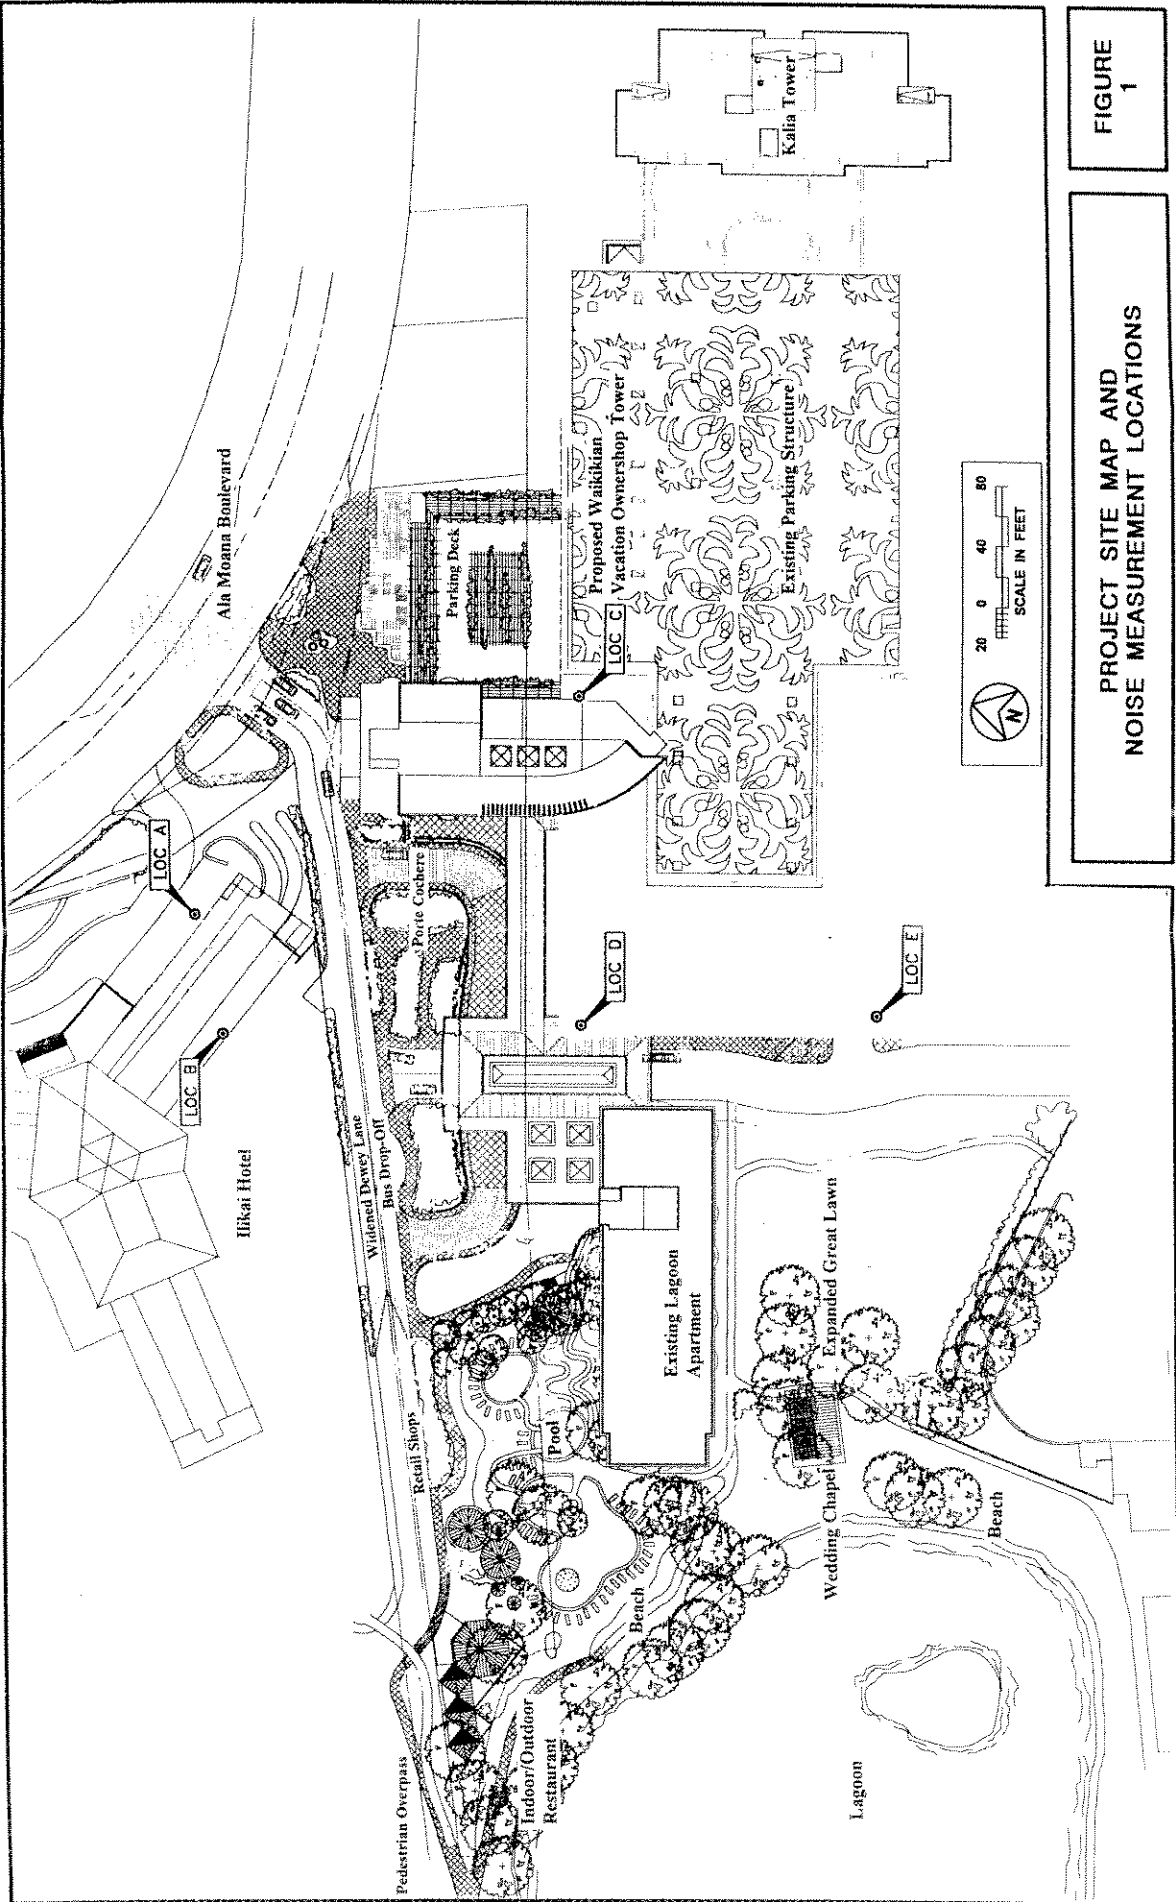 Pedestrian Overpass
Indoor/Outdoor
Restaurant
Lagoon
Beach
Pool
Retail Shops
Wedding Chapel
Beach
Expanded Great Lawn
Existing Lagoon
Apartment
Ilikai Hotel
Widened Dewey Lane
Bus Drop-Off
Porte Cochere
LOC B
LOC A
LOC D
LOC E
LOC C
Ala Moana Boulevard
Parking Deck
Proposed Waikikian
Vacation Ownershop Tower
Existing Parking Structure
Kalia Tower
N
20 0 40 80
SCALE IN FEET
PROJECT SITE MAP AND
NOISE MEASUREMENT LOCATIONS
FIGURE
1